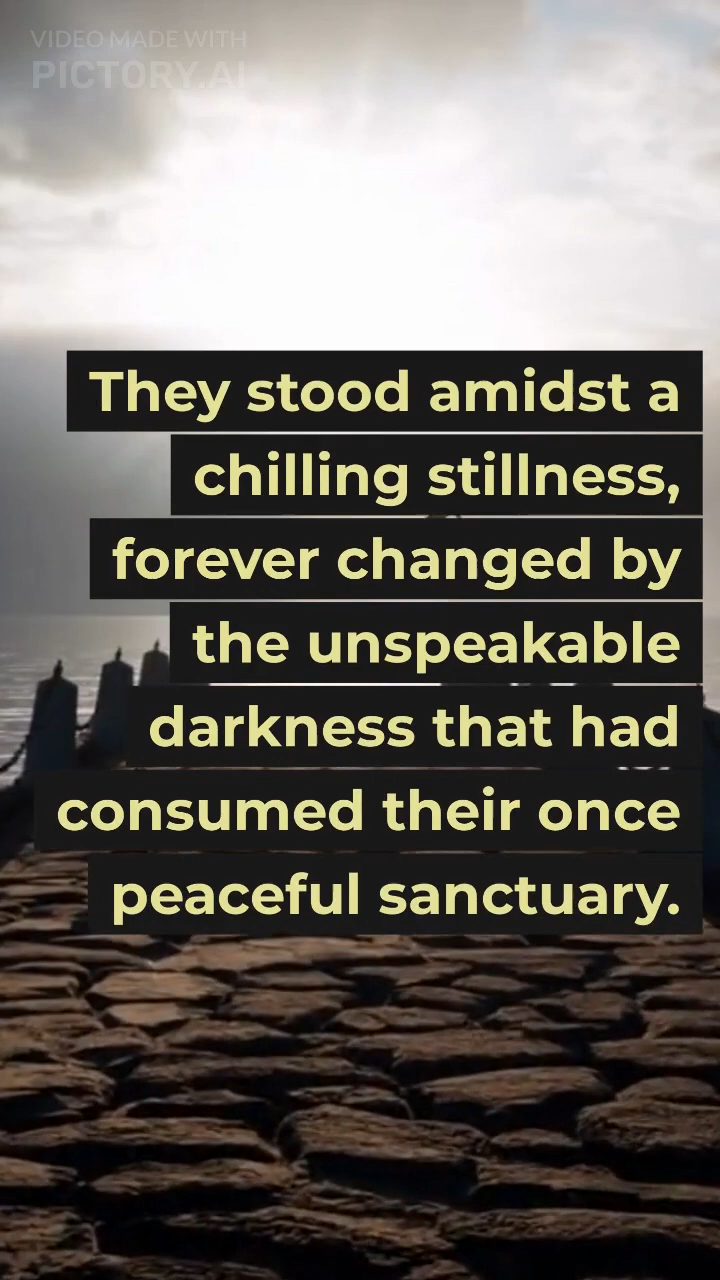 VIDEO MADE WITH
PICTORY.AI
They stood amidst a
chilling stillness,
forever changed by
the unspeakable
darkness that had
consumed their once
peaceful sanctuary.